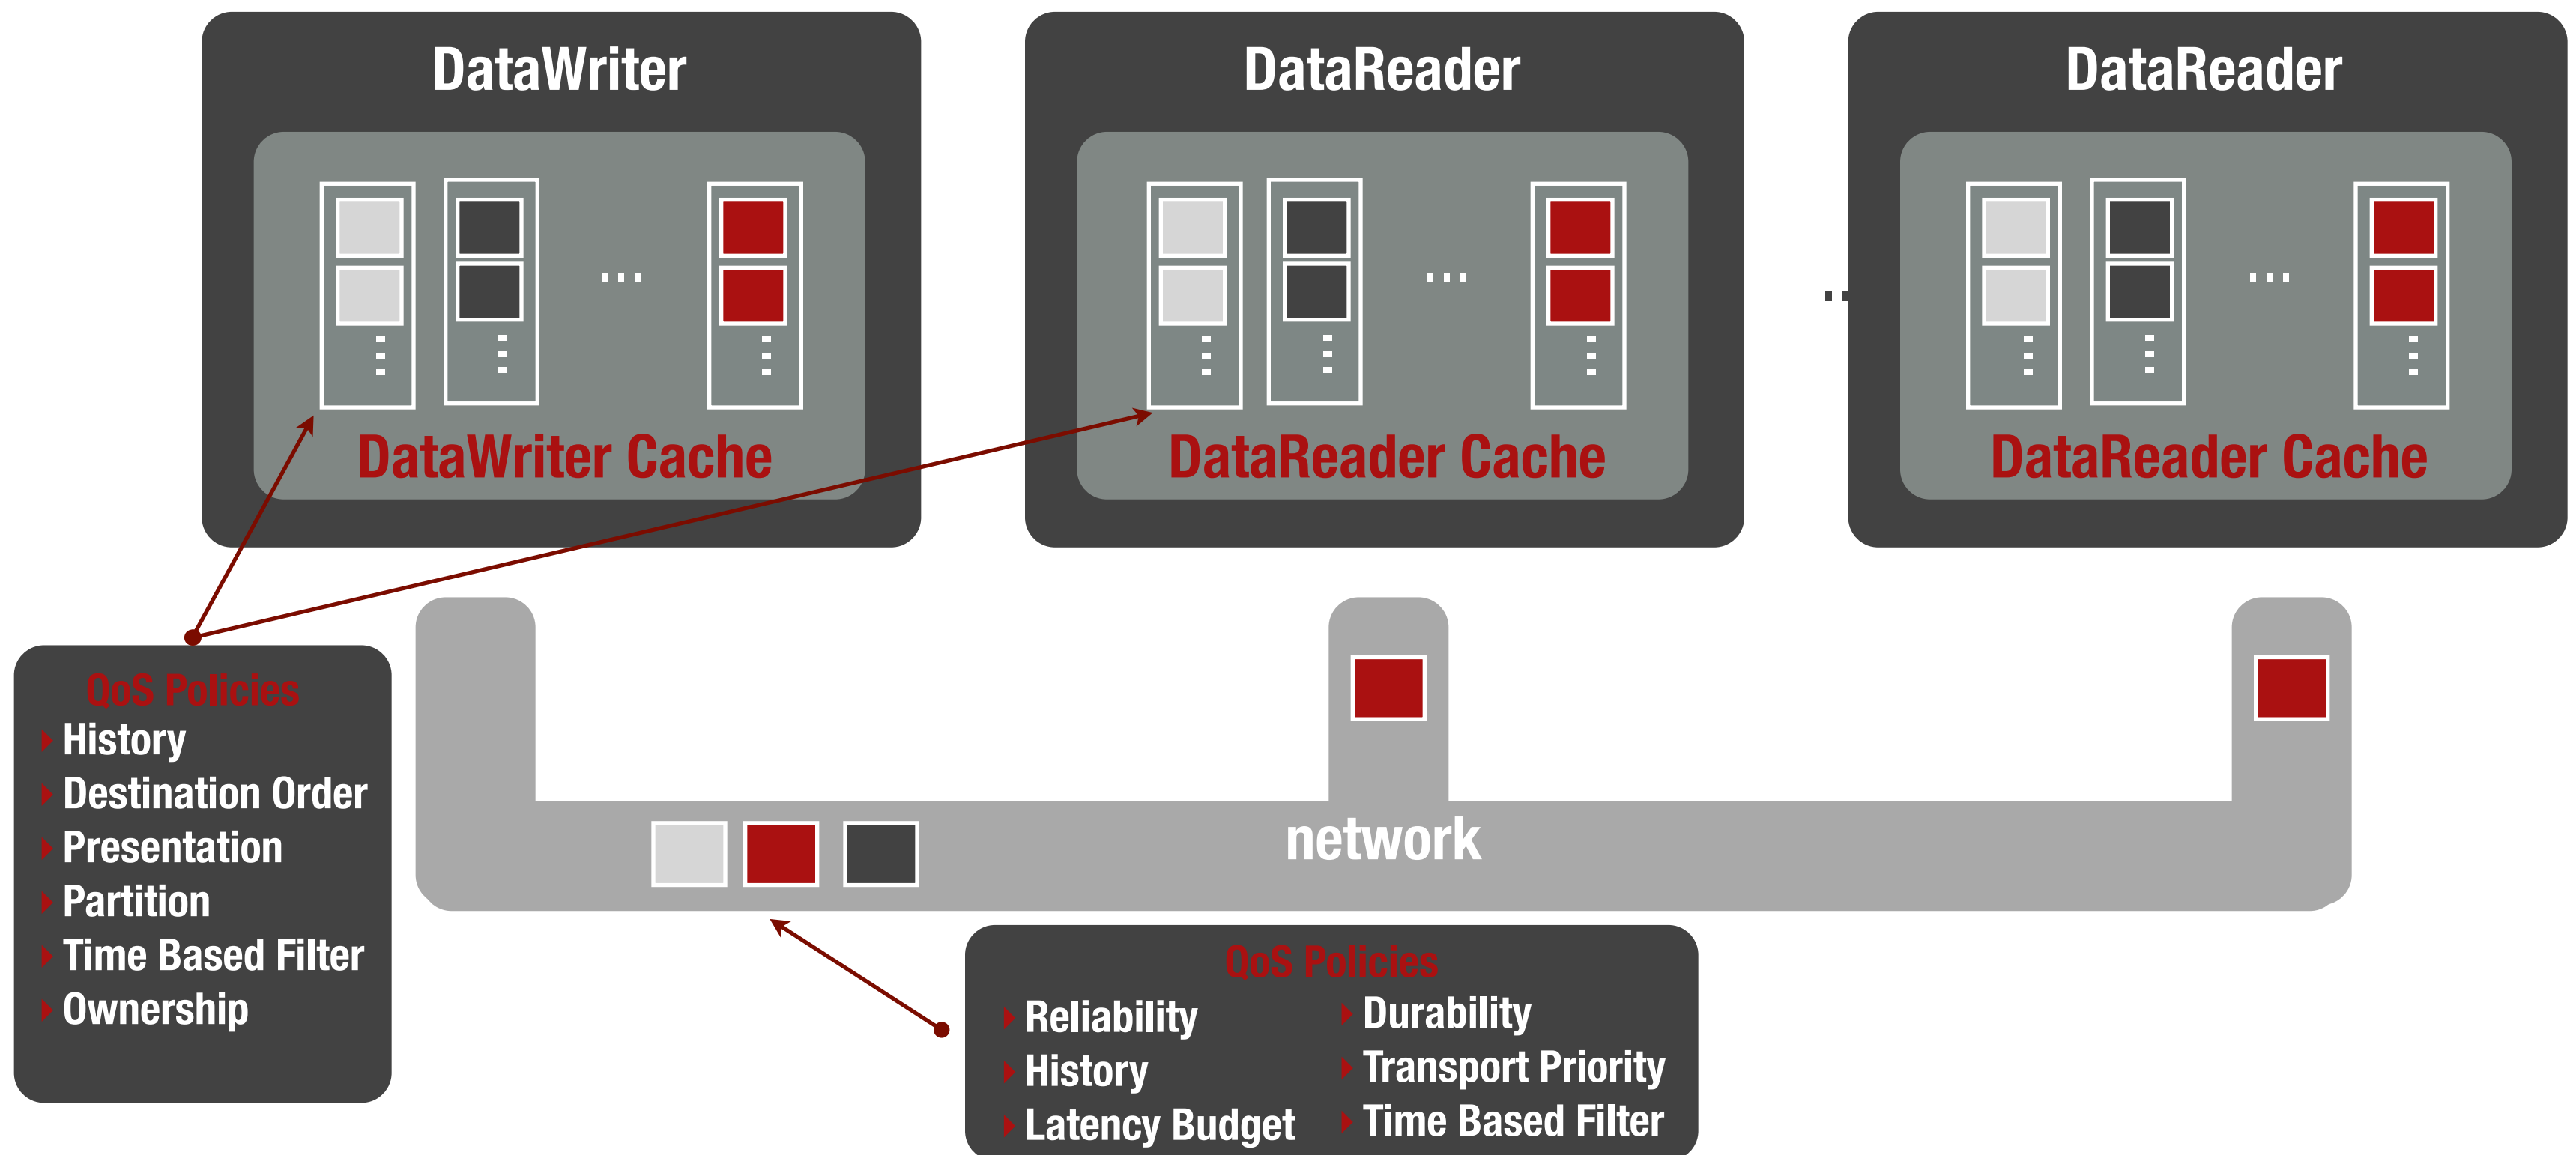 DataWriter
DataReader
DataReader
...
...
...
DataWriter Cache
DataReader Cache
DataReader Cache
QoS Policies
History
Destination Order
Presentation
Partition
Time Based Filter
Ownership
network
QoS Policies
Reliability
History
Latency Budget
Durability
Transport Priority
Time Based Filter